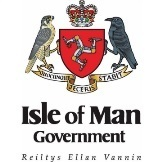 Isle of Man
Government
Reiltys Ellan Vannin